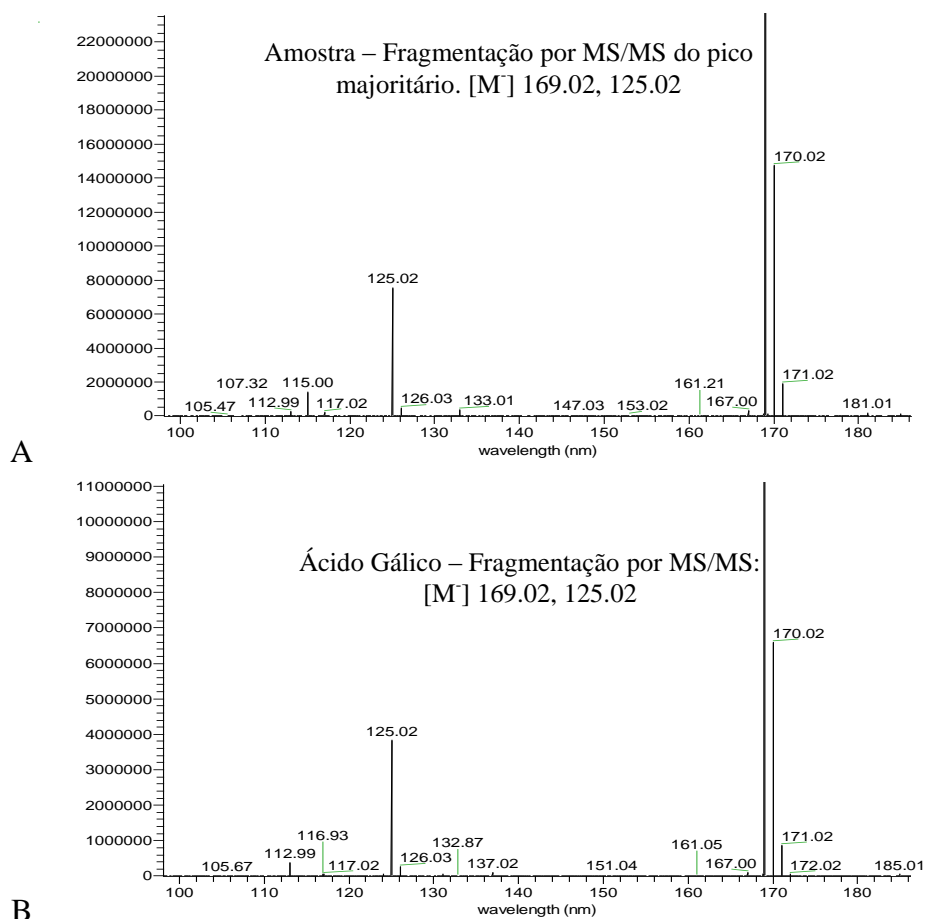 22000000
Amostra – Fragmentação por MS/MS do pico
20000000
majoritário. [M-] 169.02, 125.02
18000000
16000000
170.02
14000000
12000000
10000000
8000000
125.02
6000000
4000000
2000000
107.32 115.00 161.21 171.02
105.47 112.99 117.02 126.03 133.01 147.03 153.02 167.00 181.01
0
100 110 120 130 140 150 160 170 180
wavelength (nm)
A
11000000
10000000
9000000
Ácido Gálico – Fragmentação por MS/MS:
[M-] 169.02, 125.02
8000000
7000000
170.02
6000000
5000000
4000000
125.02
3000000
2000000
1000000
116.93 132.87 161.05 171.02
105.67 112.99 117.02 126.03 137.02 151.04 167.00 172.02 185.01
0
100 110 120 130 140 150 160 170 180
wavelength (nm)
B